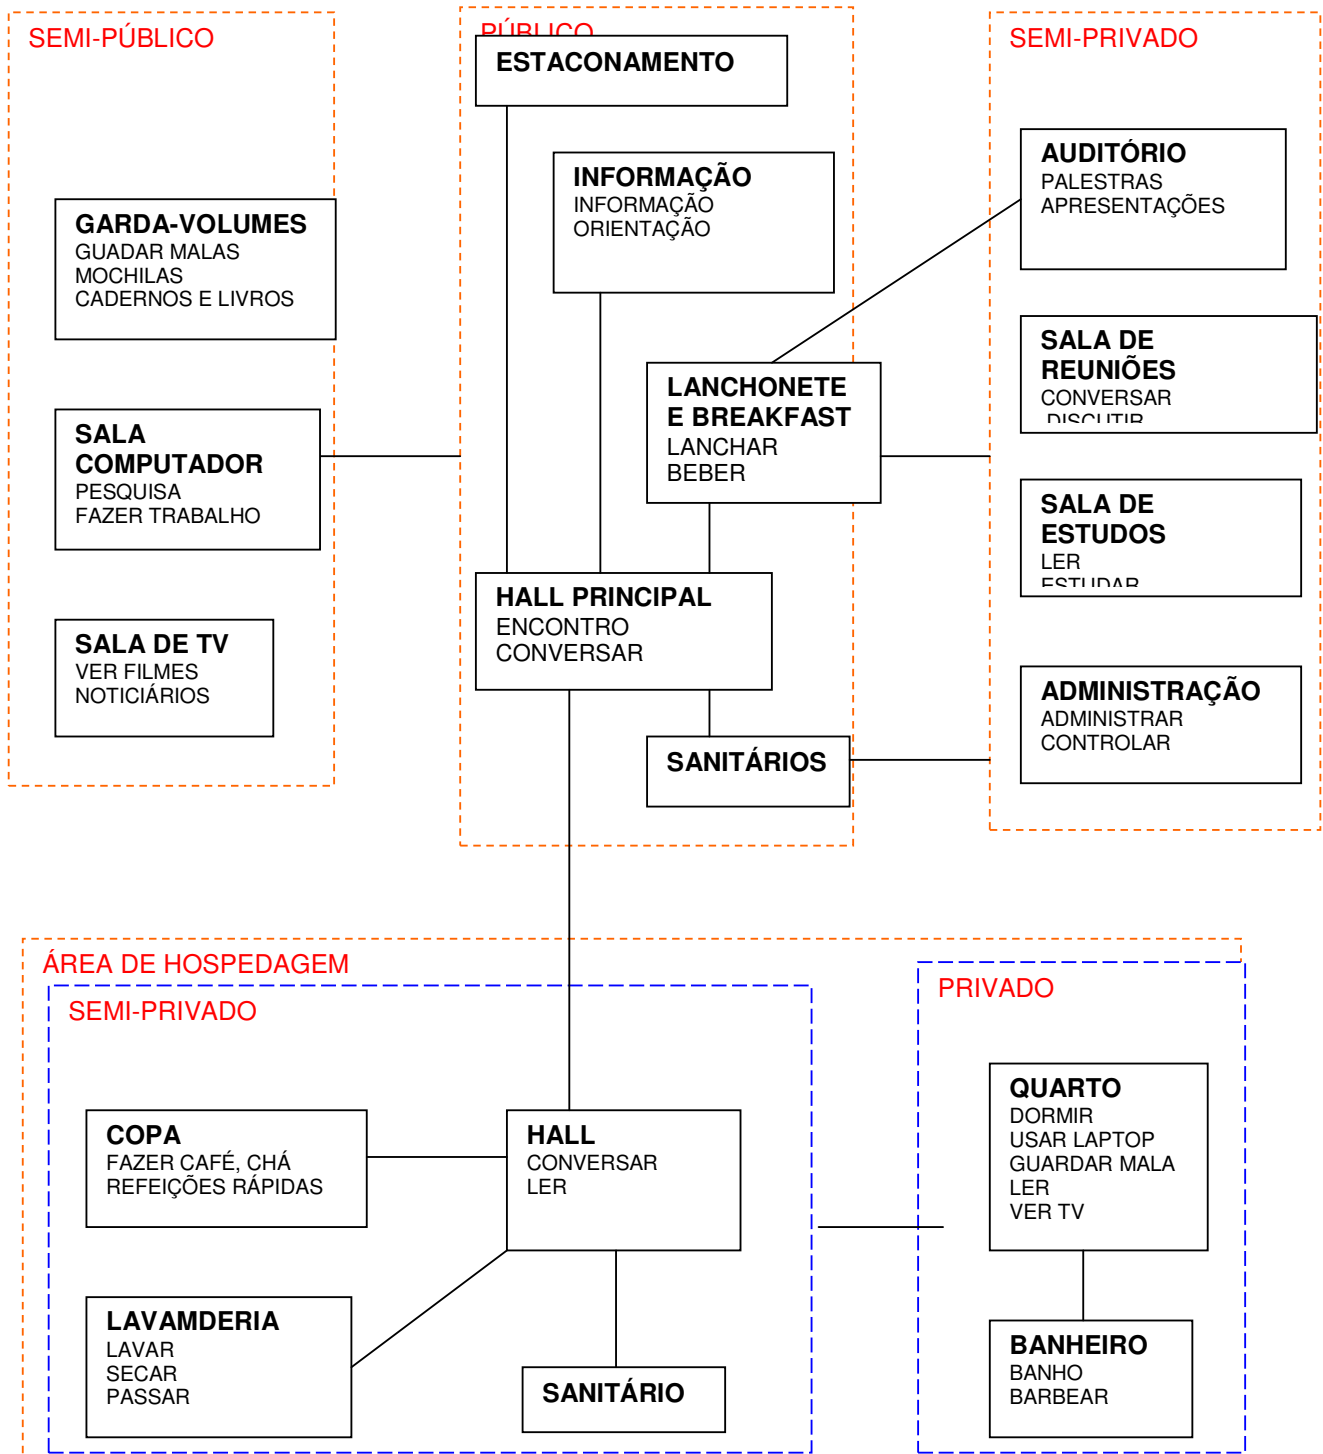 SEMI-PÚBLICO
GARDA-VOLUMES
GUADAR MALAS
MOCHILAS
CADERNOS E LIVROS
SALA
COMPUTADOR
PESQUISA
FAZER TRABALHO
SALA DE TV
VER FILMES
NOTICIÁRIOS
PÚBLICO
ESTACONAMENTO
INFORMAÇÃO
INFORMAÇÃO
ORIENTAÇÃO
LANCHONETE
E BREAKFAST
LANCHAR
BEBER
HALL PRINCIPAL
ENCONTRO
CONVERSAR
SANITÁRIOS
SEMI-PRIVADO
AUDITÓRIO
PALESTRAS
APRESENTAÇÕES
SALA DE
REUNIÕES
CONVERSAR
DISCUTIR
SALA DE
ESTUDOS
LER
ESTUDAR
ADMINISTRAÇÃO
ADMINISTRAR
CONTROLAR
ÁREA DE HOSPEDAGEM
SEMI-PRIVADO
COPA
FAZER CAFÉ, CHÁ
REFEIÇÕES RÁPIDAS
HALL
CONVERSAR
LER
LAVAMDERIA
LAVAR
SECAR
PASSAR
SANITÁRIO
PRIVADO
QUARTO
DORMIR
USAR LAPTOP
GUARDAR MALA
LER
VER TV
BANHEIRO
BANHO
BARBEAR